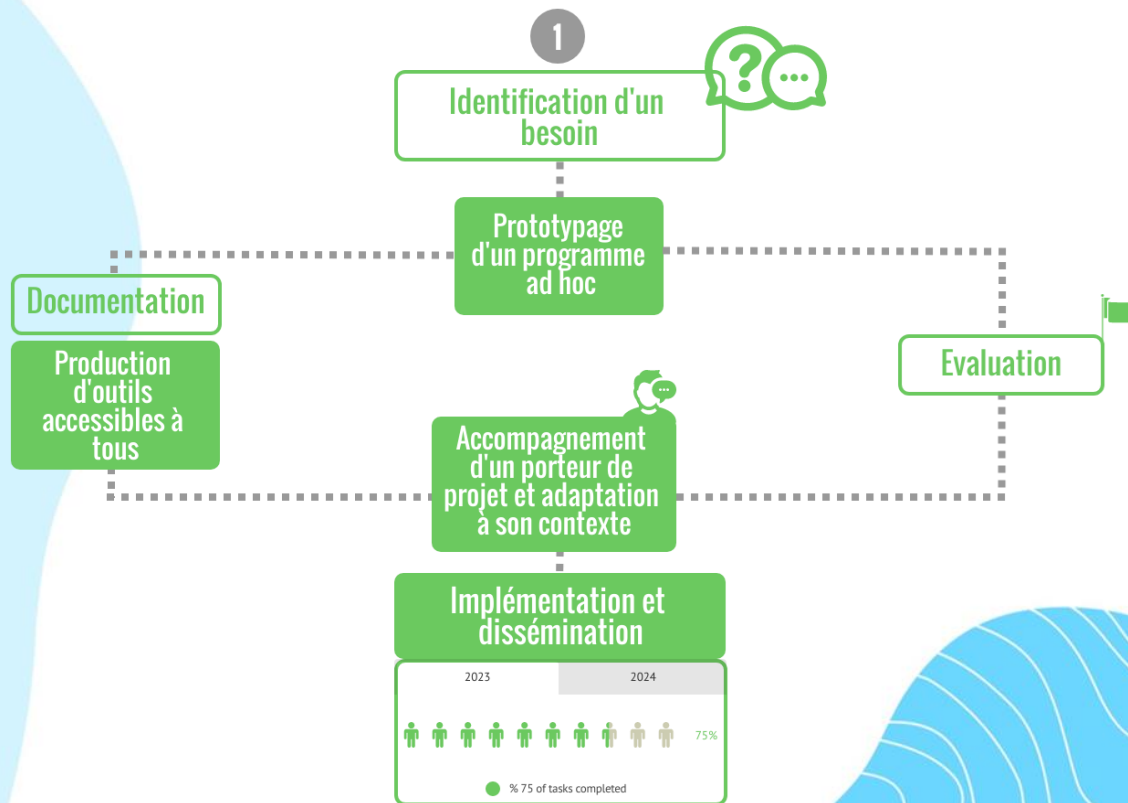 1
Identification d'un
besoin
Prototypage
d'un programme
ad hoc
Documentation
Production
d'outils
accessibles à
tous
Evaluation
Accompagnement
d'un porteur de
projet et adaptation
à son contexte
Implémentation et
dissémination
2023 2024
75%
% 75 of tasks completed